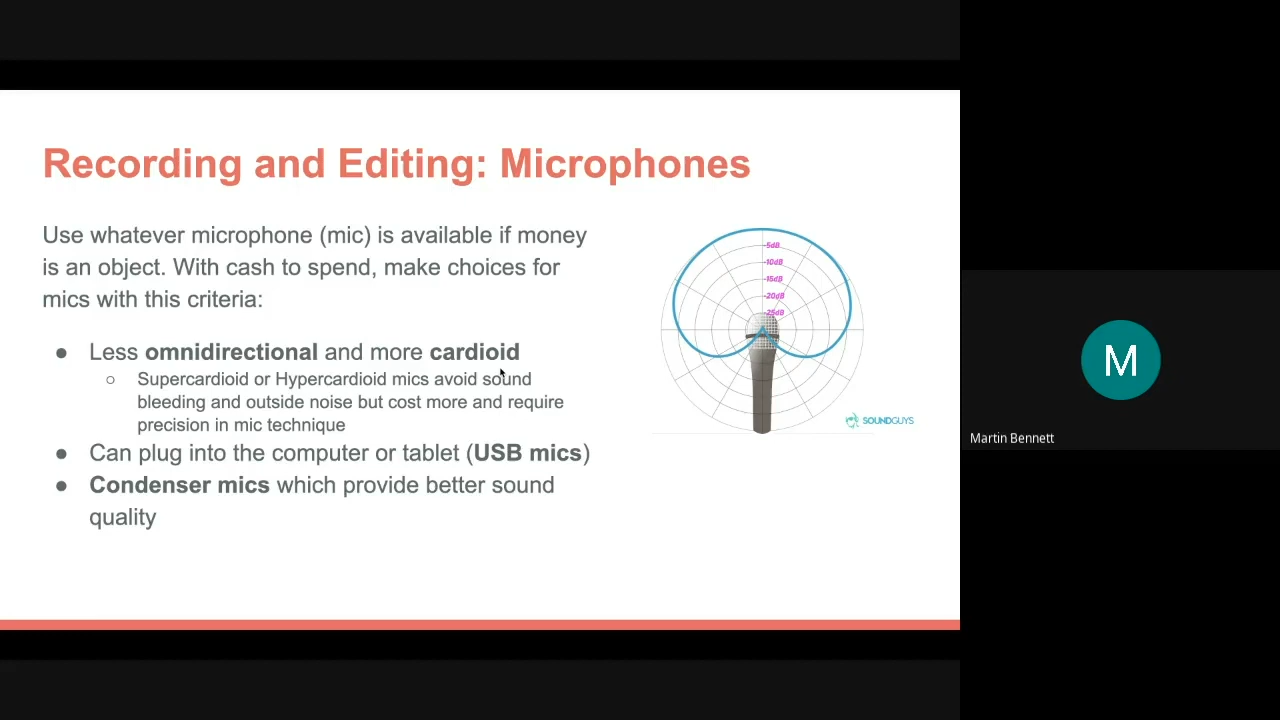 Recording and Editing: Microphones
Use whatever microphone (mic) is available if money
is an object. With cash to spend, make choices for
mics with this criteria:
● Less omnidirectional and more cardioid
○ Supercardioid or Hypercardioid mics avoid sound
bleeding and outside noise but cost more and require
precision in mic technique
● Can plug into the computer or tablet (USB mics)
● Condenser mics which provide better sound
quality
-5dB
-10dB
-15dB
-20dB
-25dB
SOUNDGUYS
M
Martin Bennett